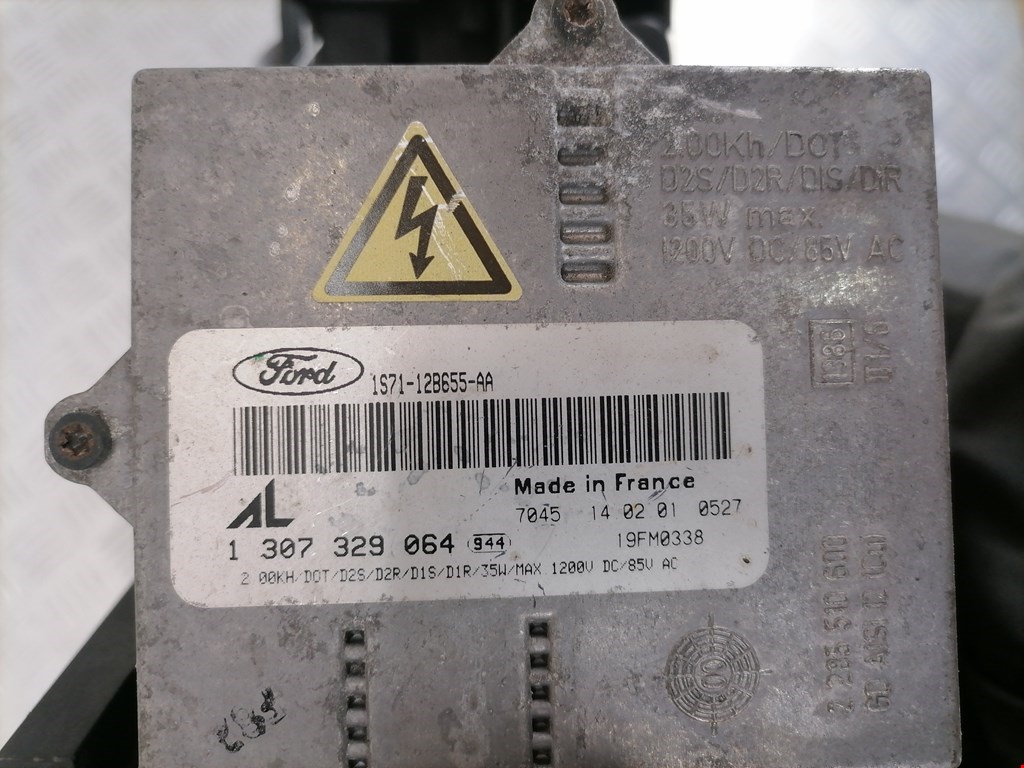 2.00Kh/DOT
D2S/D2R/D1S/D1R
35W max.
1200V DC/85V AC
Ford
1S71-12B655-AA
AL
Made in France
7045 14 02 01 0527
1 307 329 064 944
19FM0338
2 00KH/DOT/D2S/D2R/D1S/D1R/35W/MAX 1200V DC/85V AC